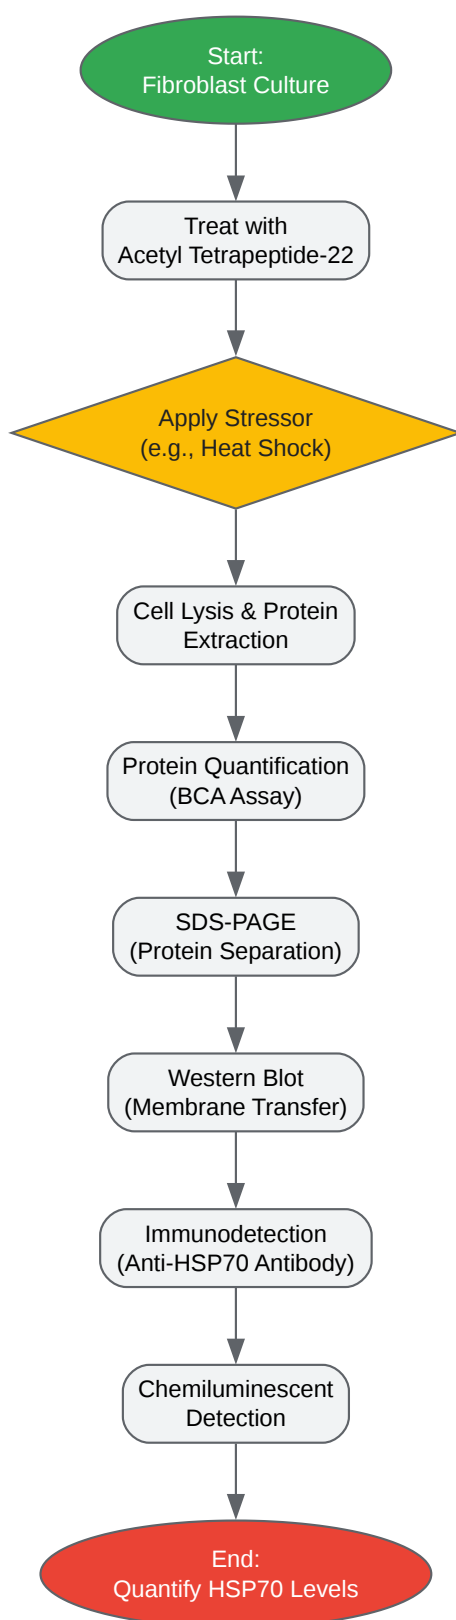 Start:
Fibroblast Culture
Treat with
Acetyl Tetrapeptide-22
Apply Stressor
(e.g., Heat Shock)
Cell Lysis & Protein
Extraction
Protein Quantification
(BCA Assay)
SDS-PAGE
(Protein Separation)
Western Blot
(Membrane Transfer)
Immunodetection
(Anti-HSP70 Antibody)
Chemiluminescent
Detection
End:
Quantify HSP70 Levels